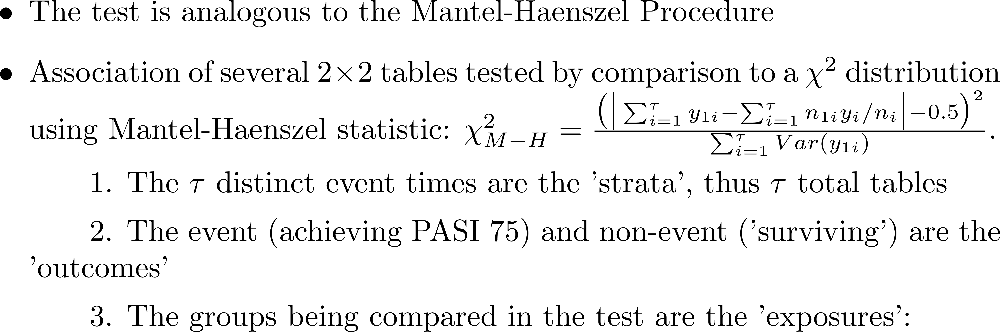 • The test is analogous to the Mantel-Haenszel Procedure
• Association of several 2×2 tables tested by comparison to a χ² distribution
using Mantel-Haenszel statistic: $\chi^2_{M-H} = \frac{\left(\left|\sum_{i=1}^{\tau} y_{1i} - \sum_{i=1}^{\tau} n_{1i} y_i / n_i\right| - 0.5\right)^2}{\sum_{i=1}^{\tau} Var(y_{1i})}$.
1. The τ distinct event times are the ’strata’, thus τ total tables
2. The event (achieving PASI 75) and non-event (’surviving’) are the
’outcomes’
3. The groups being compared in the test are the ’exposures’: